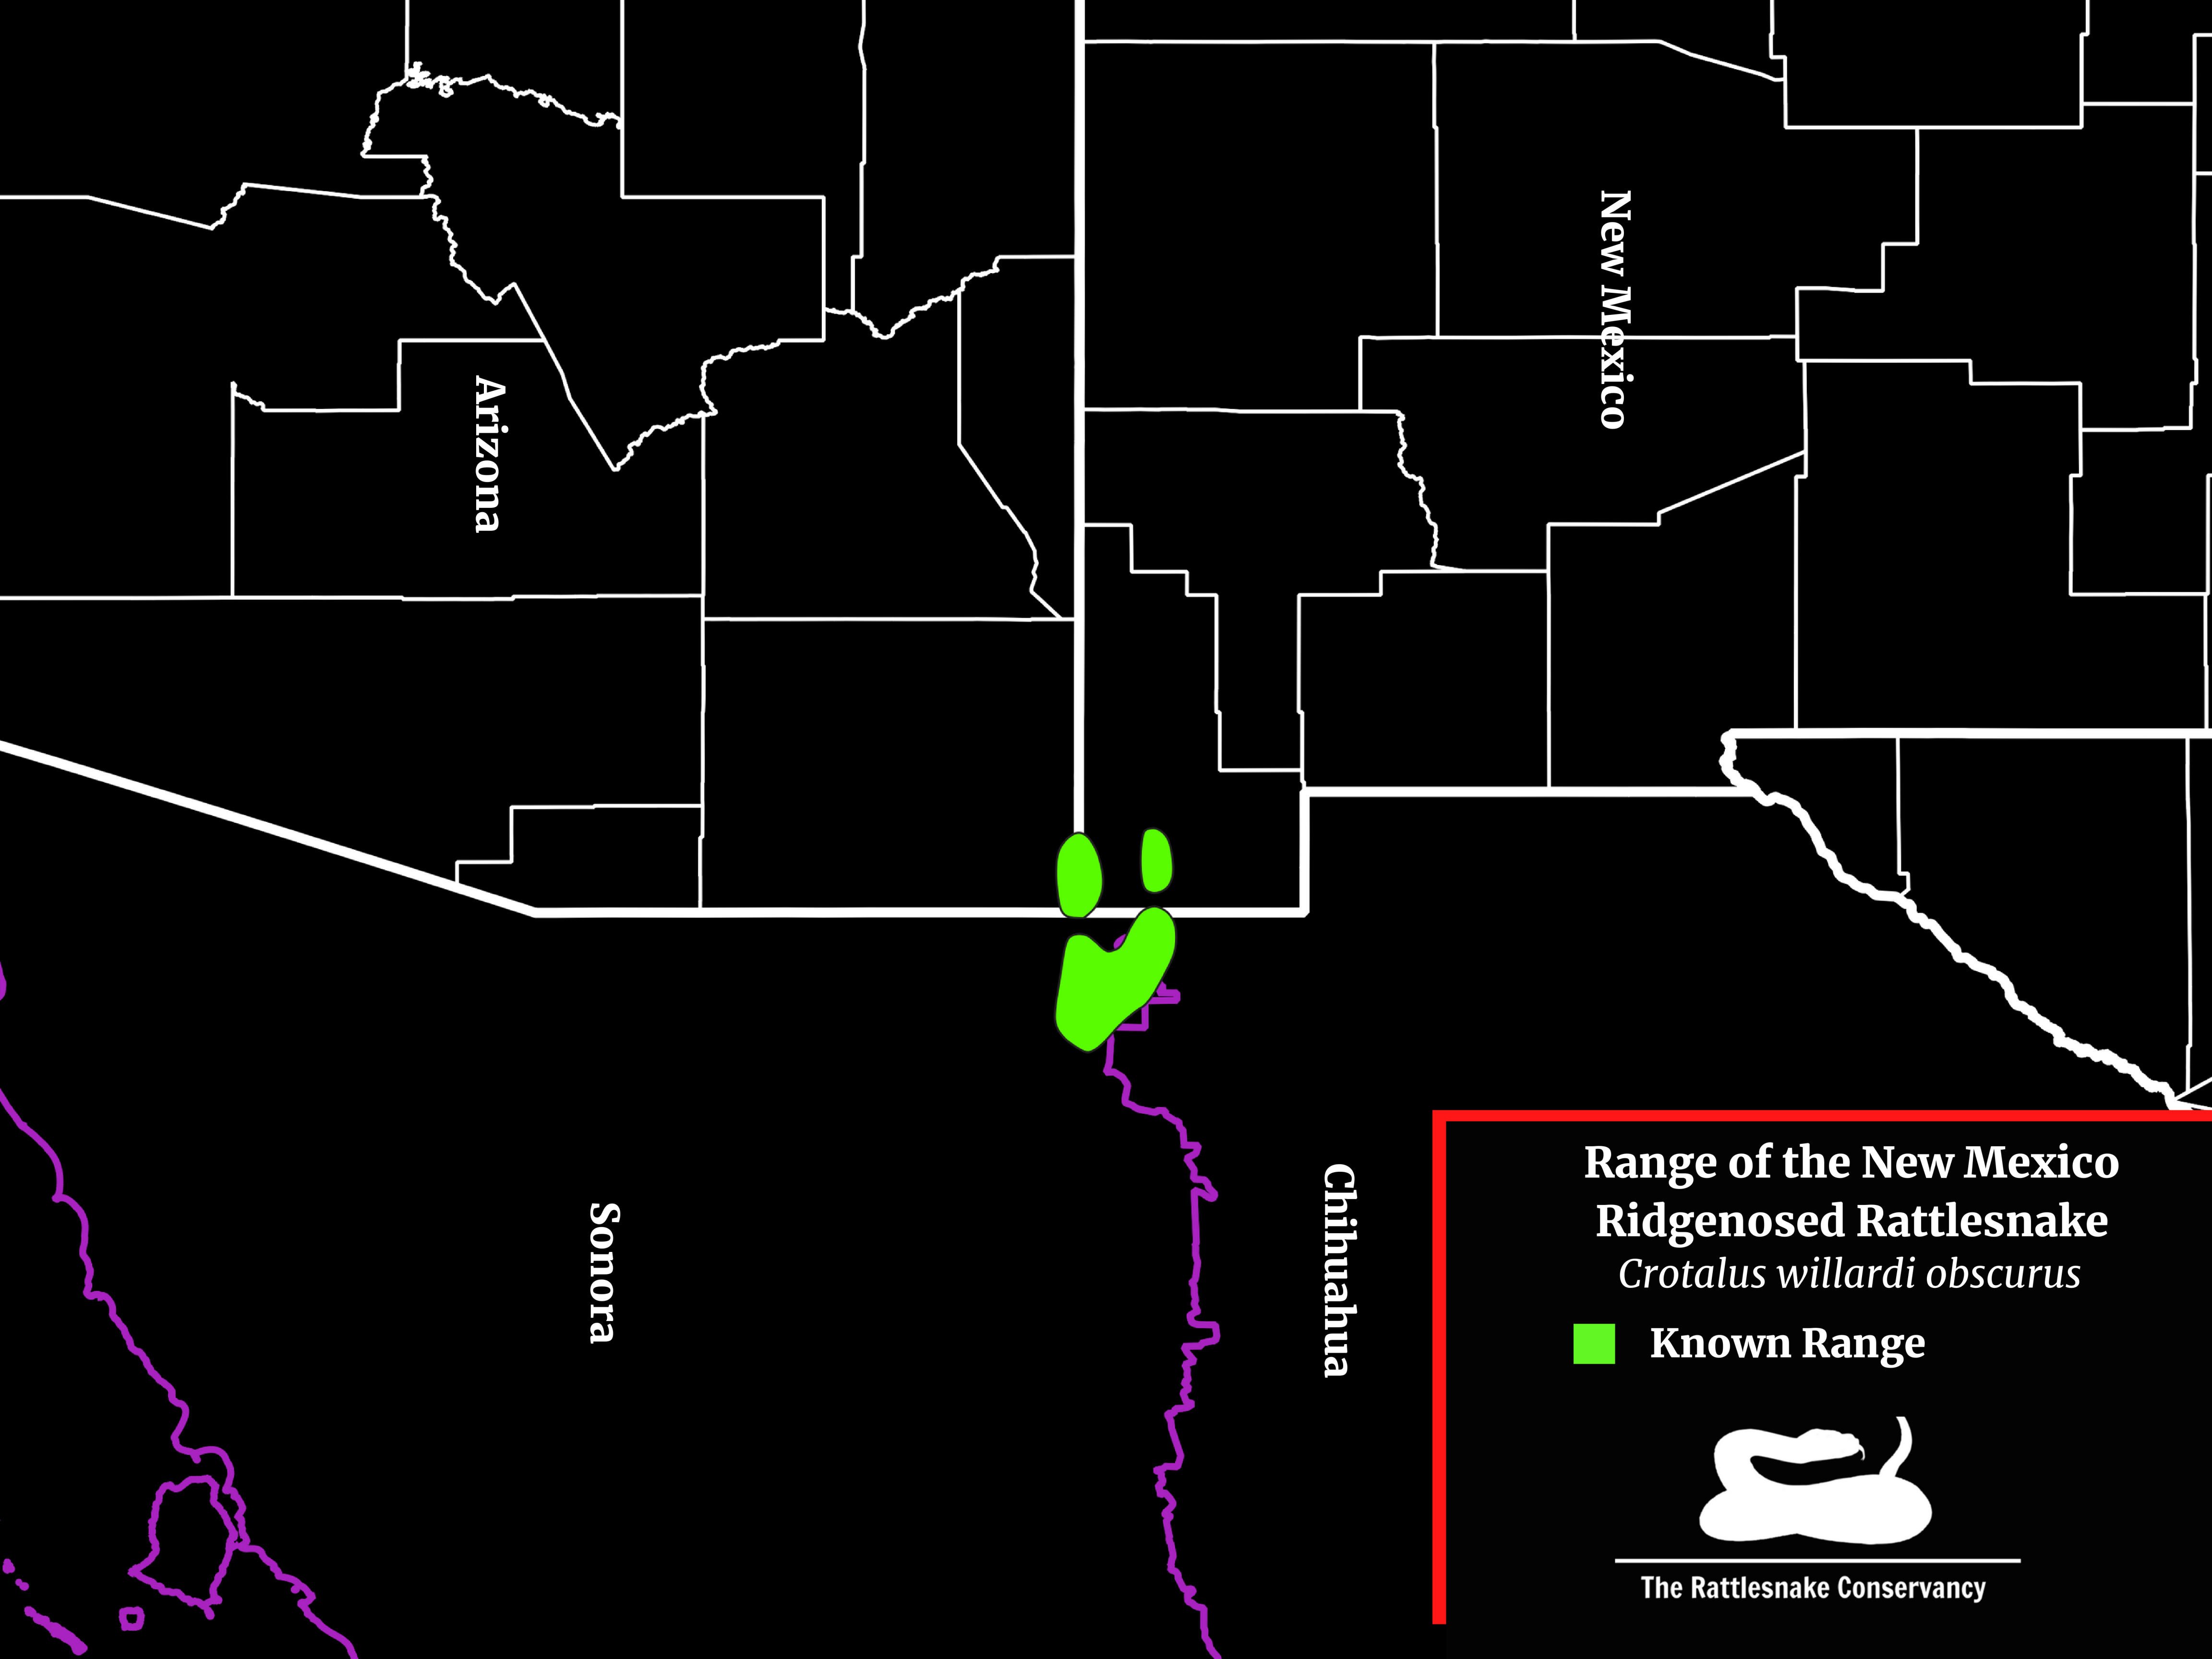 New Mexico
Arizona
Sonora
Chihuahua
Range of the New Mexico
Ridgenosed Rattlesnake
Crotalus willardi obscurus
Known Range
The Rattlesnake Conservancy